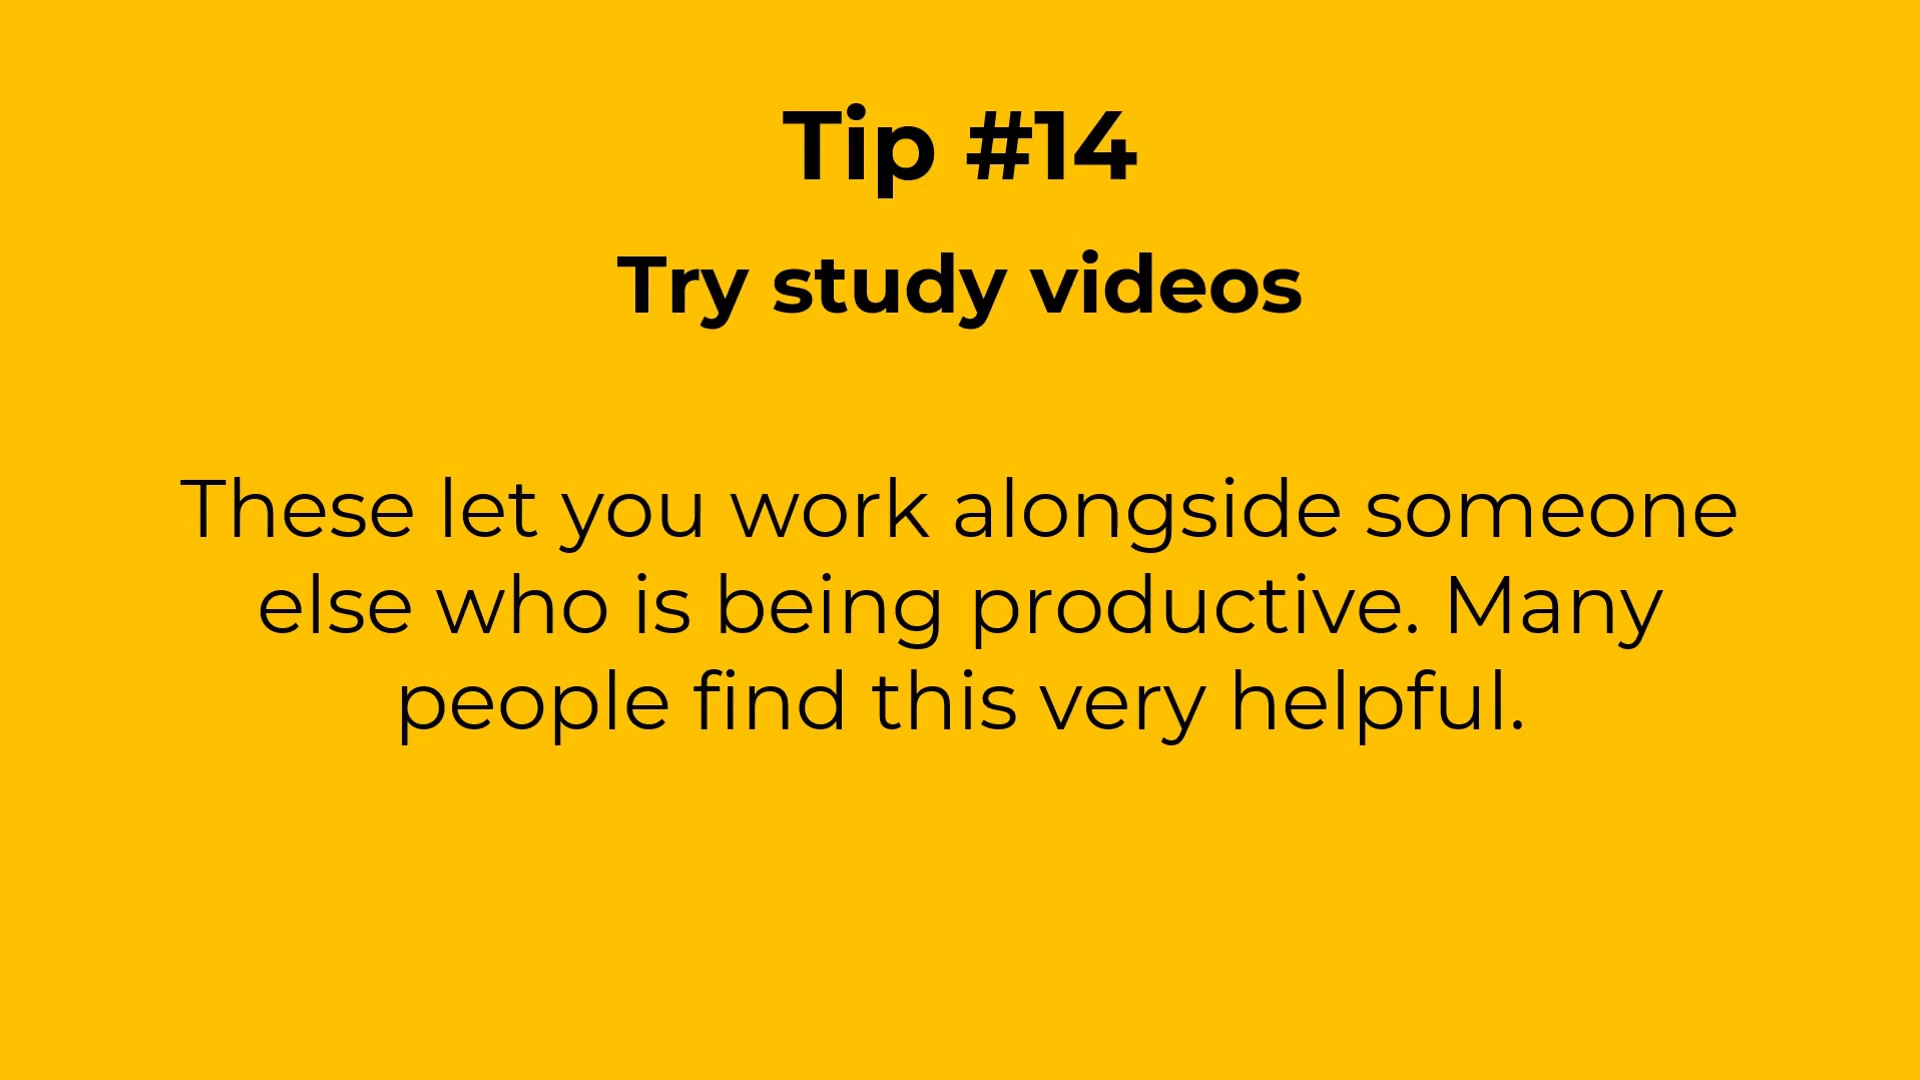 Tip #14
Try study videos
These let you work alongside someone
else who is being productive. Many
people find this very helpful.